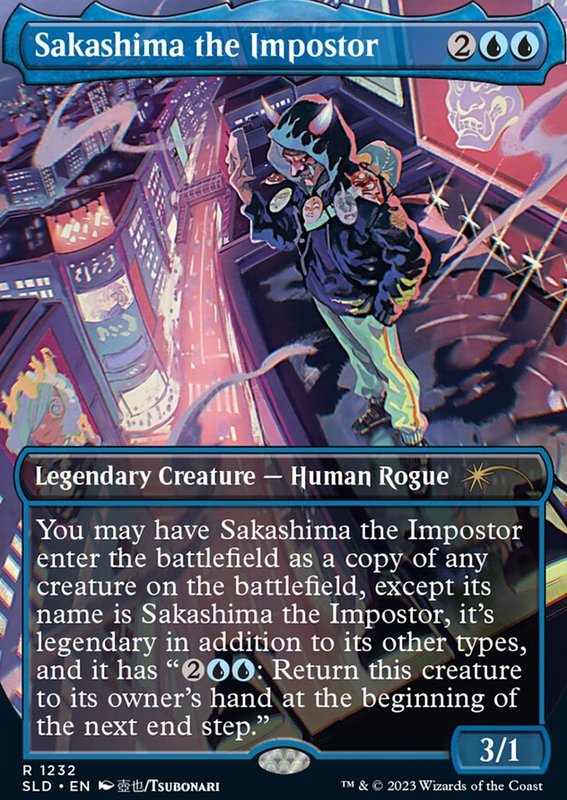 Sakashima the Impostor 2
Legendary Creature — Human Rogue
You may have Sakashima the Impostor
enter the battlefield as a copy of any
creature on the battlefield, except its
name is Sakashima the Impostor, it's
legendary in addition to its other types,
and it has “2: Return this creature
to its owner's hand at the beginning of
the next end step.”
3/1
R 1232
SLD • EN 壺也/Tsubonari
™ & © 2023 Wizards of the Coast